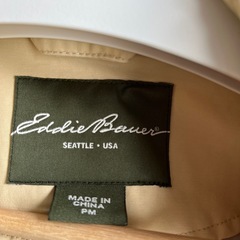 Eddie Bauer
SEATTLE • USA
MADE IN
CHINA
PM